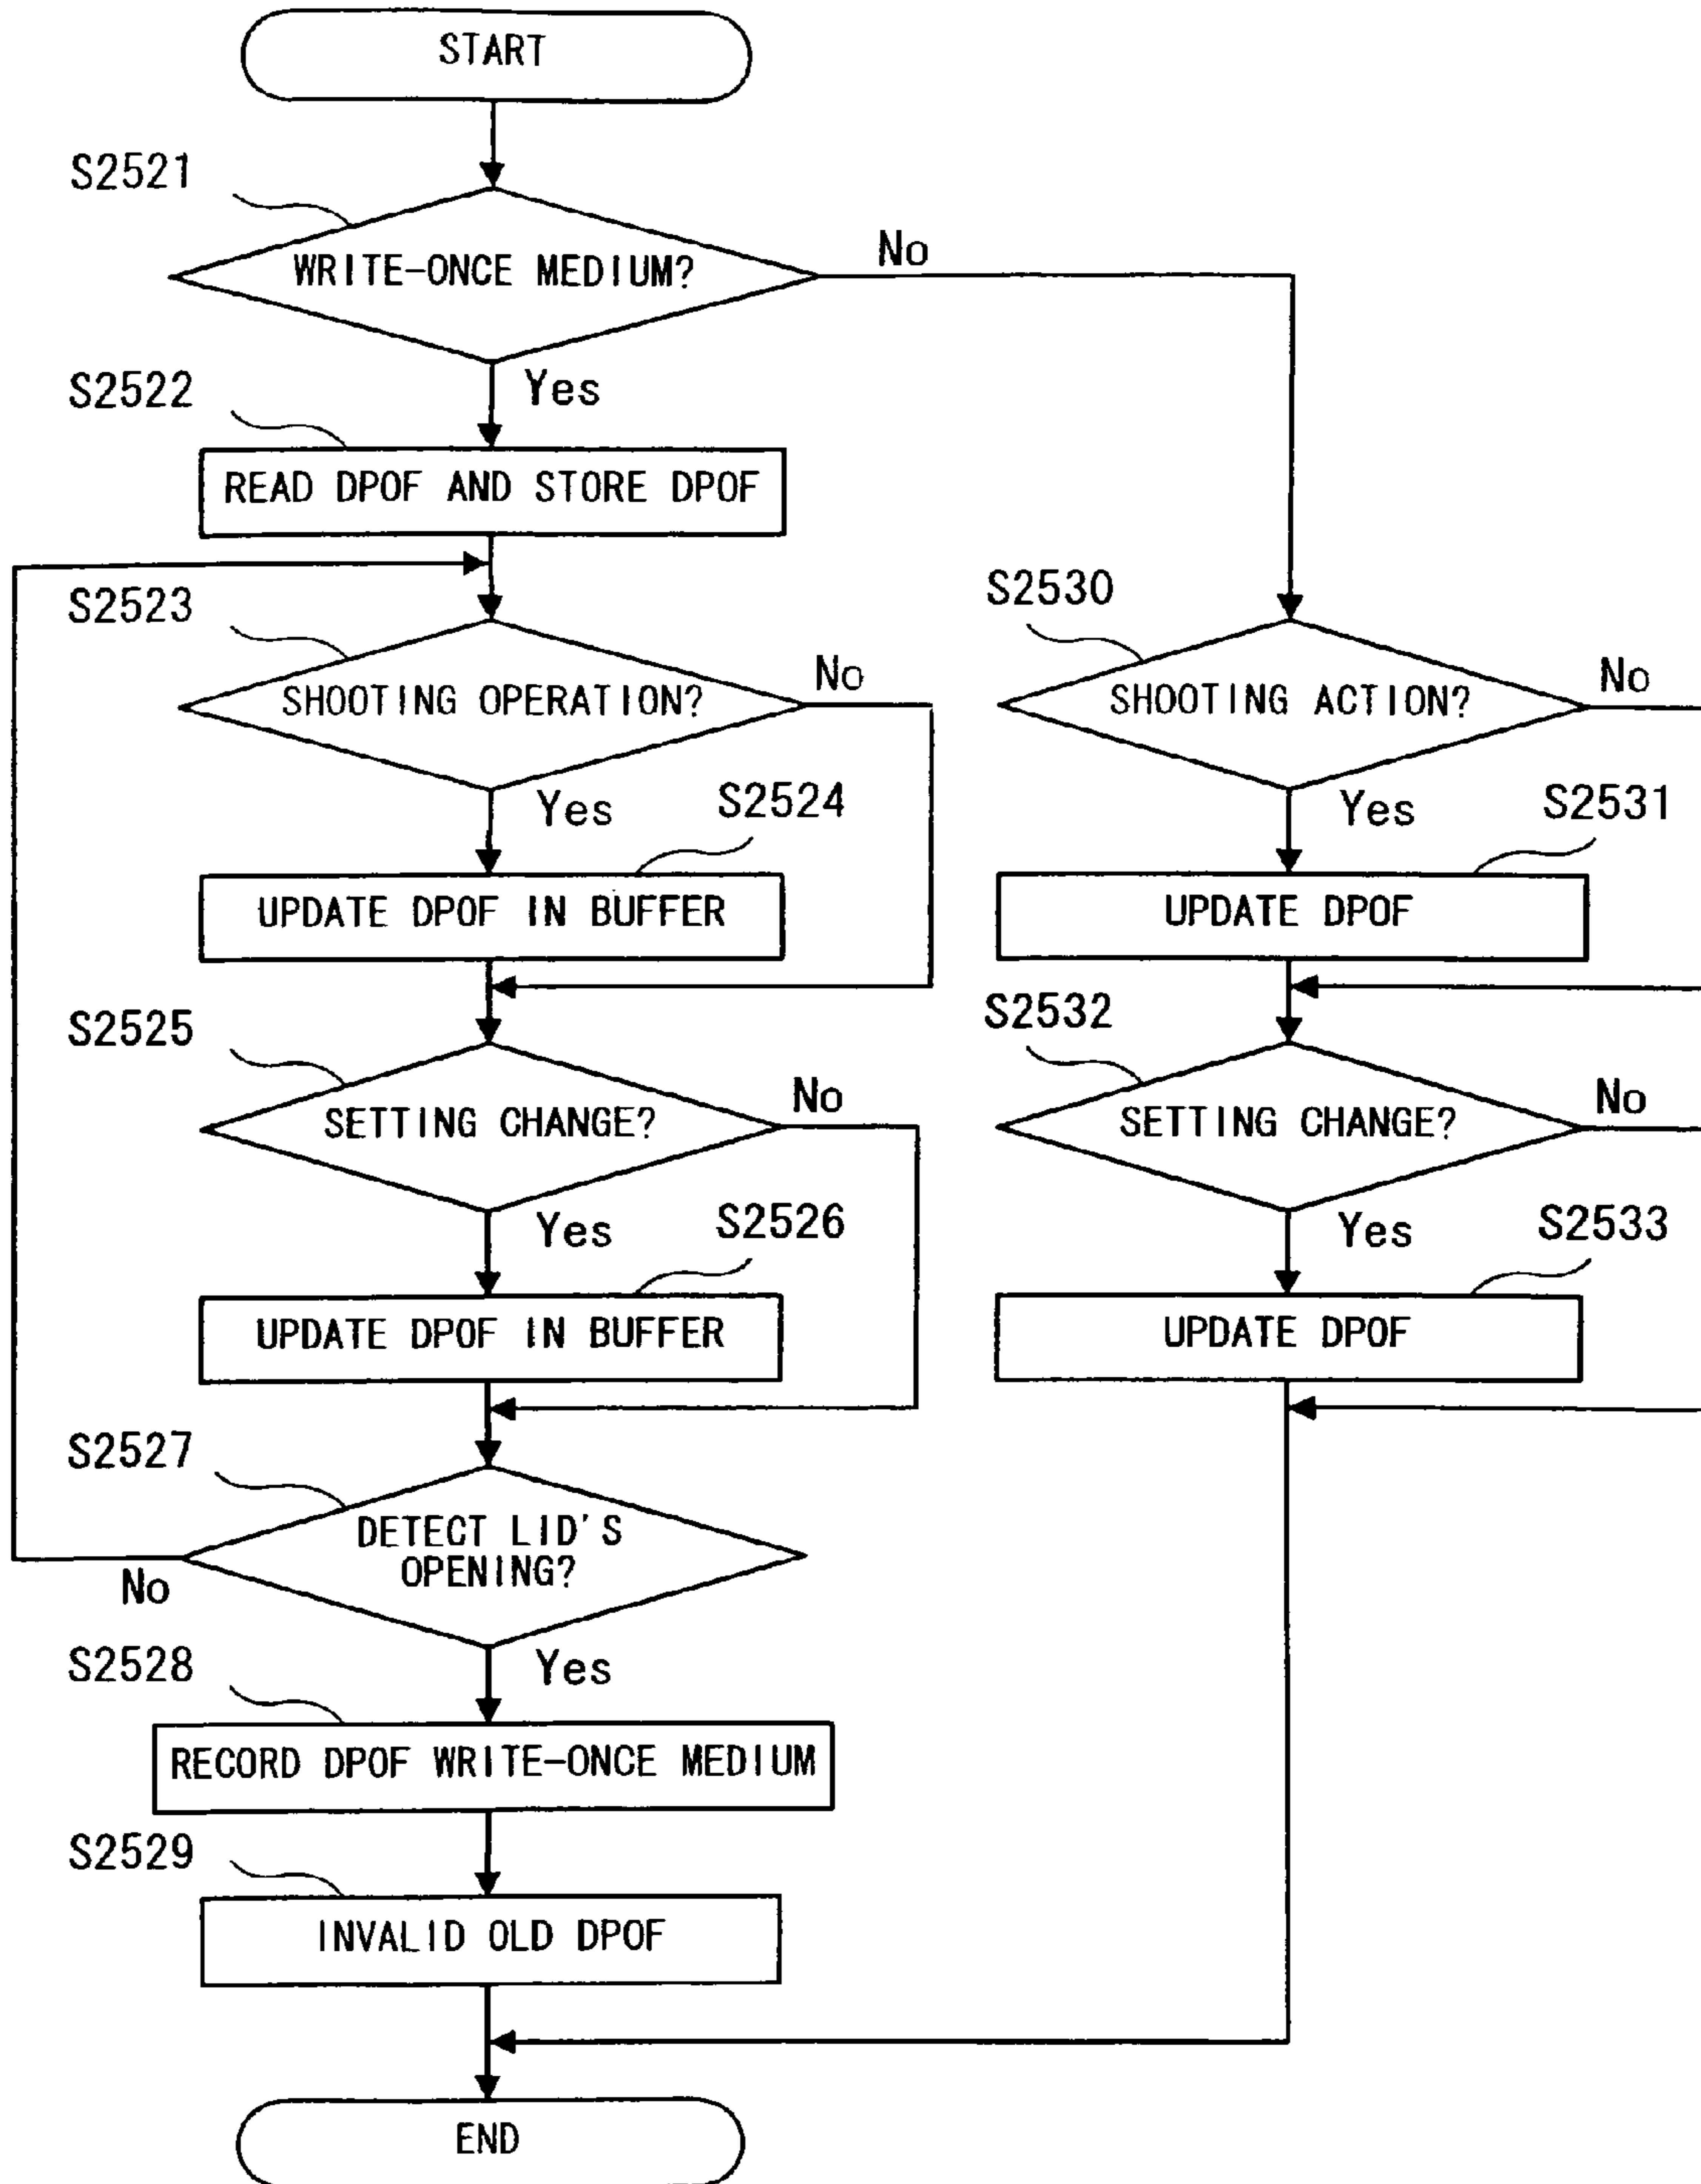 START
S2521
WRITE-ONCE MEDIUM?
No
Yes
S2522
READ DPOF AND STORE DPOF
S2523
SHOOTING OPERATION?
No
Yes
S2524
UPDATE DPOF IN BUFFER
S2525
SETTING CHANGE?
No
Yes
S2526
UPDATE DPOF IN BUFFER
S2527
DETECT LID'S
OPENING?
No
Yes
S2528
RECORD DPOF WRITE-ONCE MEDIUM
S2529
INVALID OLD DPOF
S2530
SHOOTING ACTION?
No
Yes
S2531
UPDATE DPOF
S2532
SETTING CHANGE?
No
Yes
S2533
UPDATE DPOF
END